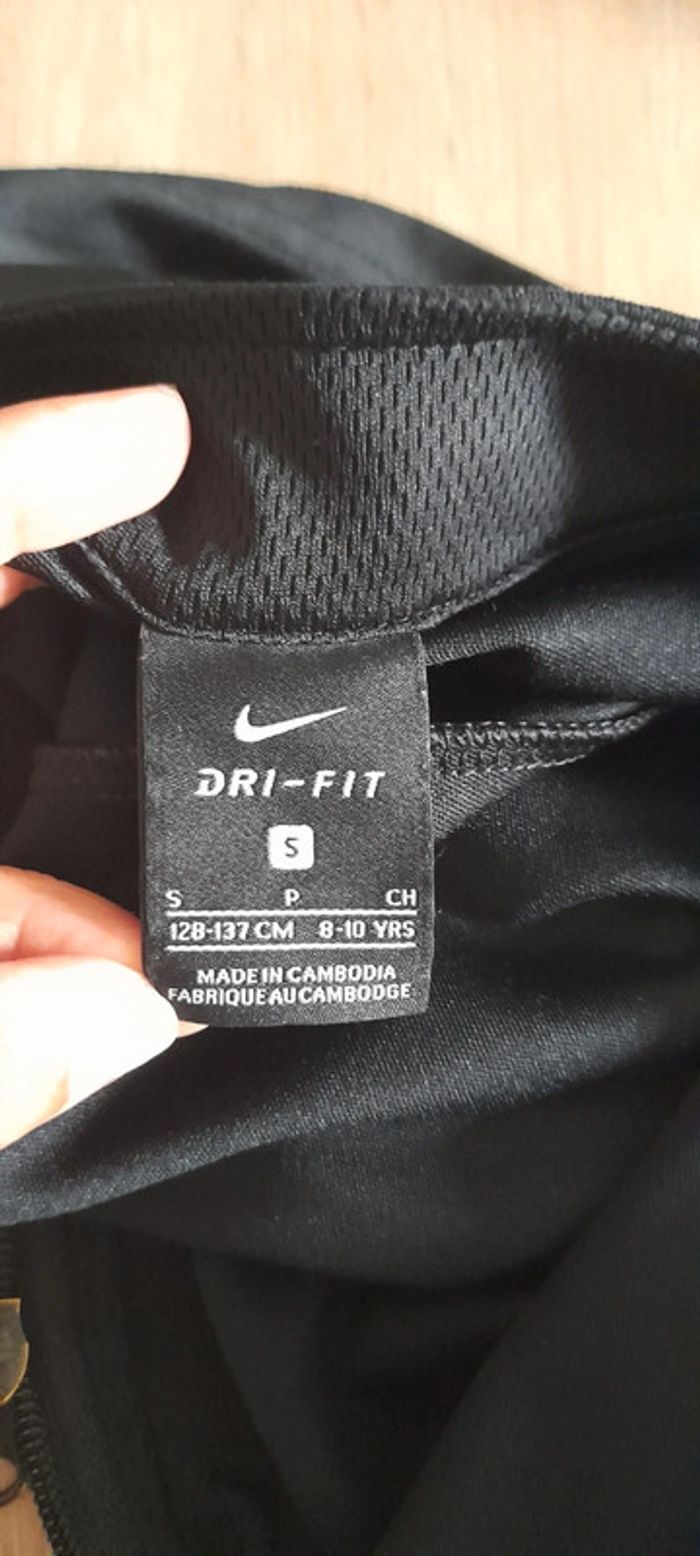 DRI-FIT
S
S P CH
128-137 CM 8-10 YRS
MADE IN CAMBODIA
FABRIQUE AU CAMBODGE